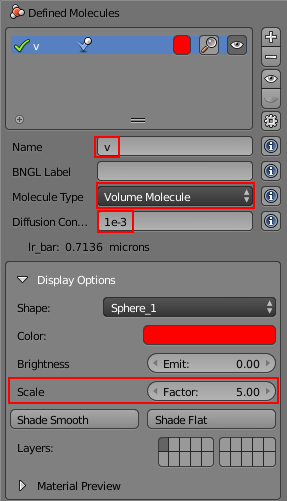 Defined Molecules
v
Name v
BNGL Label
Molecule Type Volume Molecule
Diffusion Con... 1e-3
lr_bar: 0.7136 microns
Display Options
Shape: Sphere_1
Color:
Brightness Emit: 0.00
Scale Factor: 5.00
Shade Smooth Shade Flat
Layers:
Material Preview